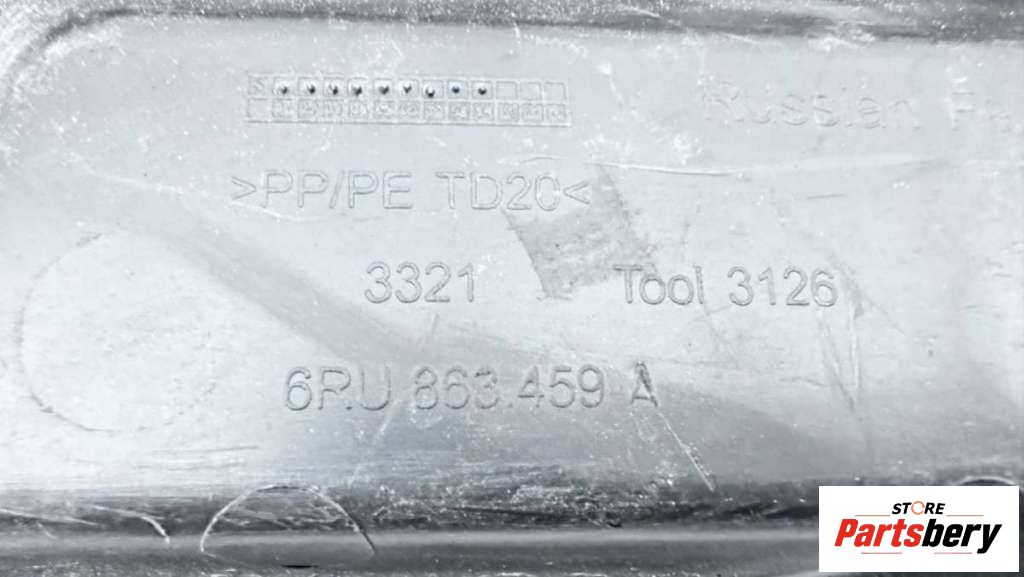 Russian
>PP/PE TD20<
3321 Tool 3126
6RU.863.459 A
STORE
Partsbery